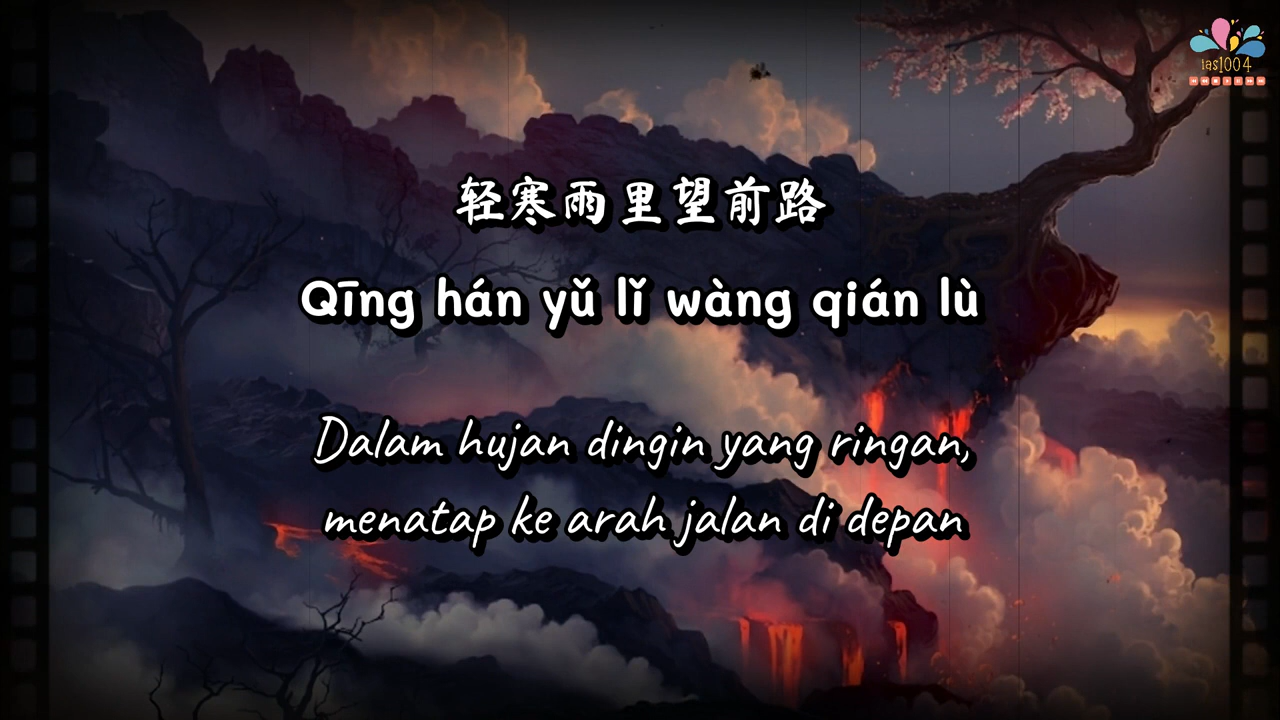 ias1004
轻寒雨里望前路
Qīng hán yǔ lǐ wàng qián lù
Dalam hujan dingin yang ringan,
menatap ke arah jalan di depan